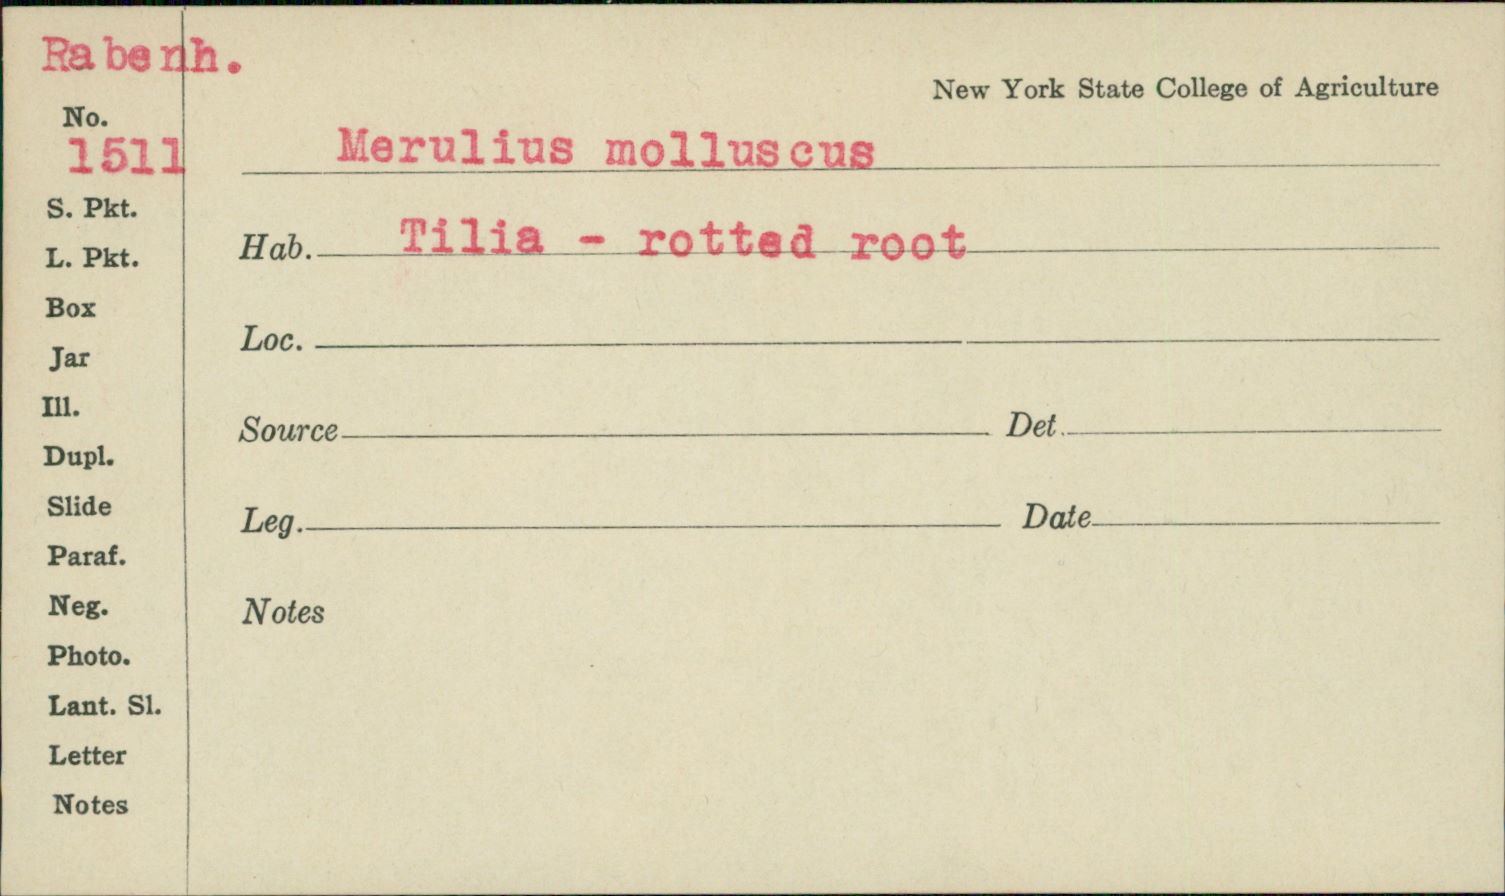 Rabenh.
New York State College of Agriculture
No.
1511
Merulius molluscus
S. Pkt.
Hab. Tilia - rotted root
L. Pkt.
Box
Loc.
Jar
Ill.
Source Det.
Dupl.
Slide
Leg. Date
Paraf.
Neg.
Notes
Photo.
Lant. Sl.
Letter
Notes